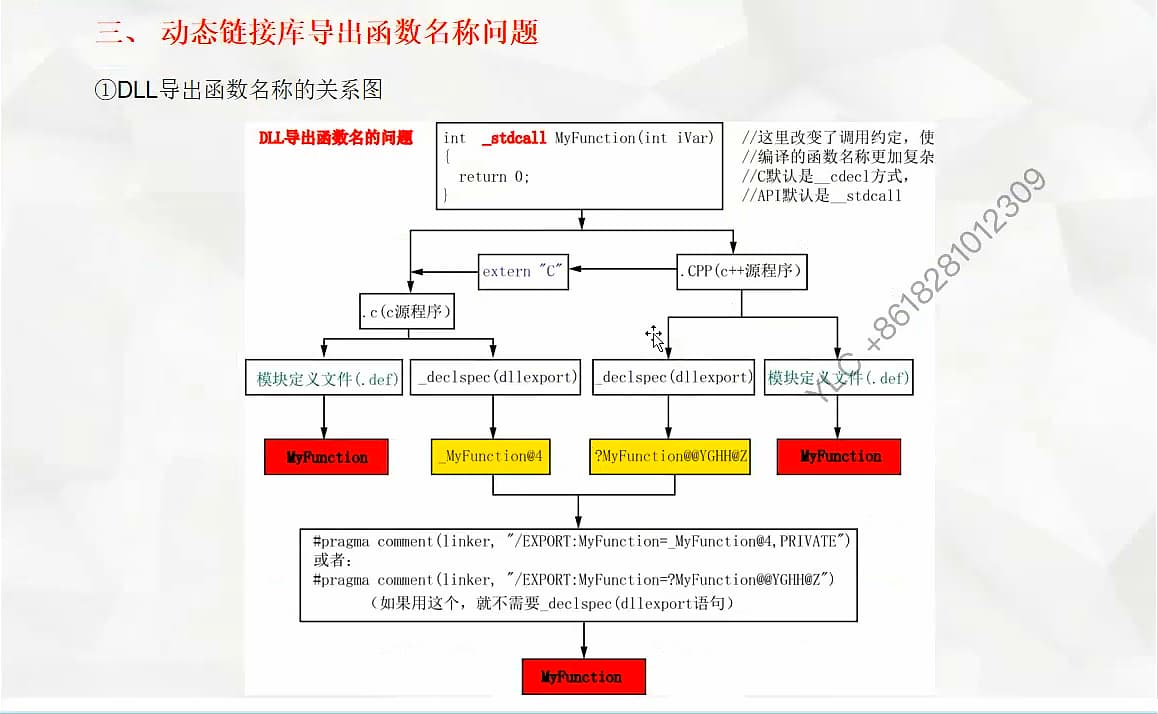 三、 动态链接库导出函数名称问题
①DLL导出函数名称的关系图
DLL导出函数名的问题
int _stdcall MyFunction(int iVar)
{
return 0;
}
//这里改变了调用约定，使
//编译的函数名称更加复杂
//C默认是__cdecl方式，
//API默认是__stdcall
extern "C"
.CPP(c++源程序)
.c(c源程序)
模块定义文件(.def)
_declspec(dllexport)
_declspec(dllexport)
模块定义文件(.def)
MyFunction
_MyFunction@4
?MyFunction@@YGHH@Z
MyFunction
#pragma comment(linker, "/EXPORT:MyFunction=_MyFunction@4,PRIVATE")
或者:
#pragma comment(linker, "/EXPORT:MyFunction=?MyFunction@@YGHH@Z")
（如果用这个，就不需要_declspec(dllexport语句)
MyFunction
YLC +8618281012309